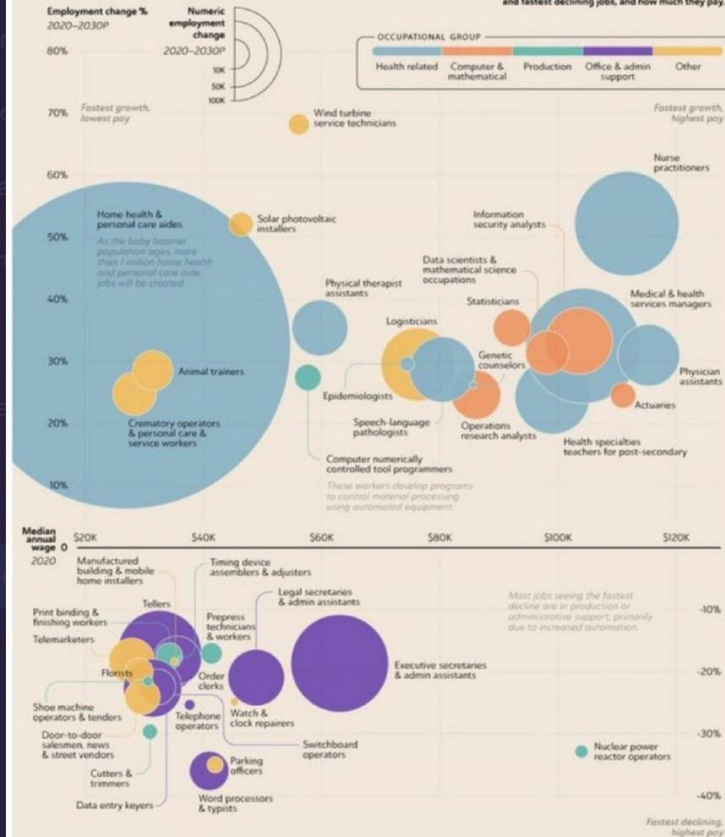 and fastest declining jobs, and how much they pay.
Employment change %
2020–2030P
Numeric
employment
change
2020–2030P
10K
50K
100K
OCCUPATIONAL GROUP
Health related
Computer &
mathematical
Production
Office & admin
support
Other
80%
70%
60%
50%
40%
30%
20%
10%
Fastest growth,
lowest pay
Fastest growth,
highest pay
Wind turbine
service technicians
Nurse
practitioners
Home health &
personal care aides
As the baby boomer
population ages, more
than 1 million home health
and personal care aide
jobs will be created
Solar photovoltaic
installers
Information
security analysts
Data scientists &
mathematical science
occupations
Physical therapist
assistants
Statisticians
Medical & health
services managers
Logisticians
Genetic
counselors
Animal trainers
Physician
assistants
Epidemiologists
Actuaries
Crematory operators
& personal care &
service workers
Speech-language
pathologists
Operations
research analysts
Health specialties
teachers for post-secondary
Computer numerically
controlled tool programmers
These workers develop programs
to control material processing
using automated equipment
Median
annual
wage
2020
0
$20K
$40K
$60K
$80K
$100K
$120K
Manufactured
building & mobile
home installers
Timing device
assemblers & adjusters
Legal secretaries
& admin assistants
Most jobs seeing the fastest
decline are in production or
administrative support, primarily
due to increased automation.
-10%
-20%
-30%
-40%
Print binding &
finishing workers
Tellers
Prepress
technicians
& workers
Telemarketers
Florists
Order
clerks
Executive secretaries
& admin assistants
Shoe machine
operators & tenders
Telephone
operators
Watch &
clock repairers
Door-to-door
salesmen, news
& street vendors
Switchboard
operators
Nuclear power
reactor operators
Parking
officers
Cutters &
trimmers
Word processors
& typists
Data entry keyers
Fastest declining,
highest pay